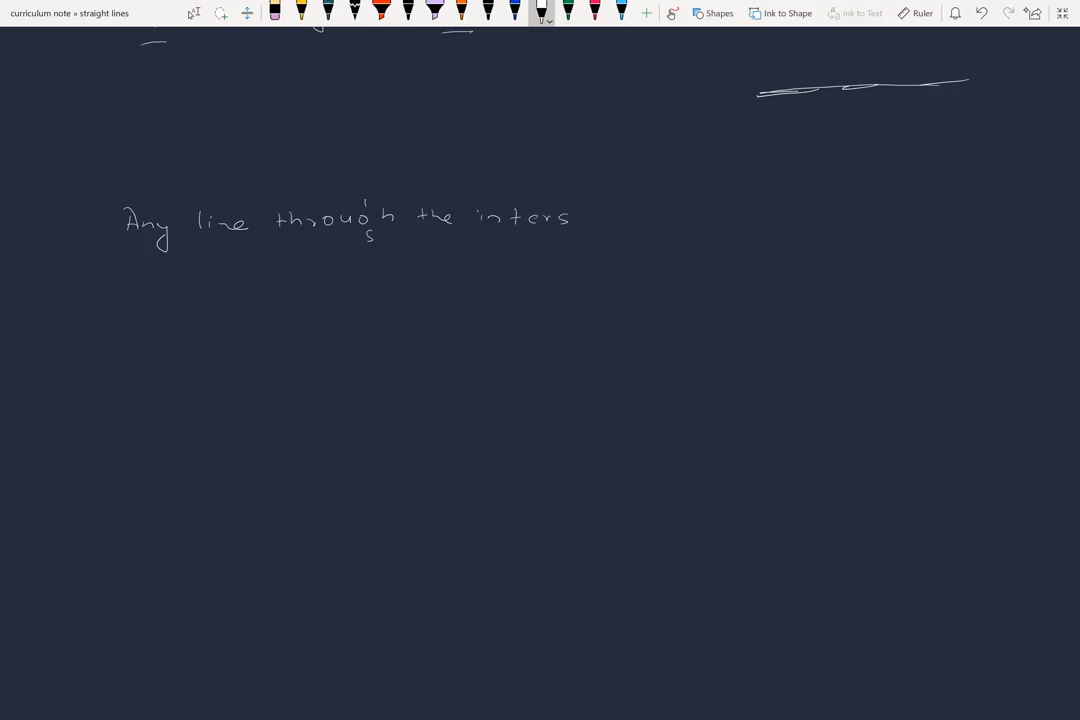 curriculum note » straight lines
Shapes
Ink to Shape
Ink to Text
Ruler
Any line through the inters